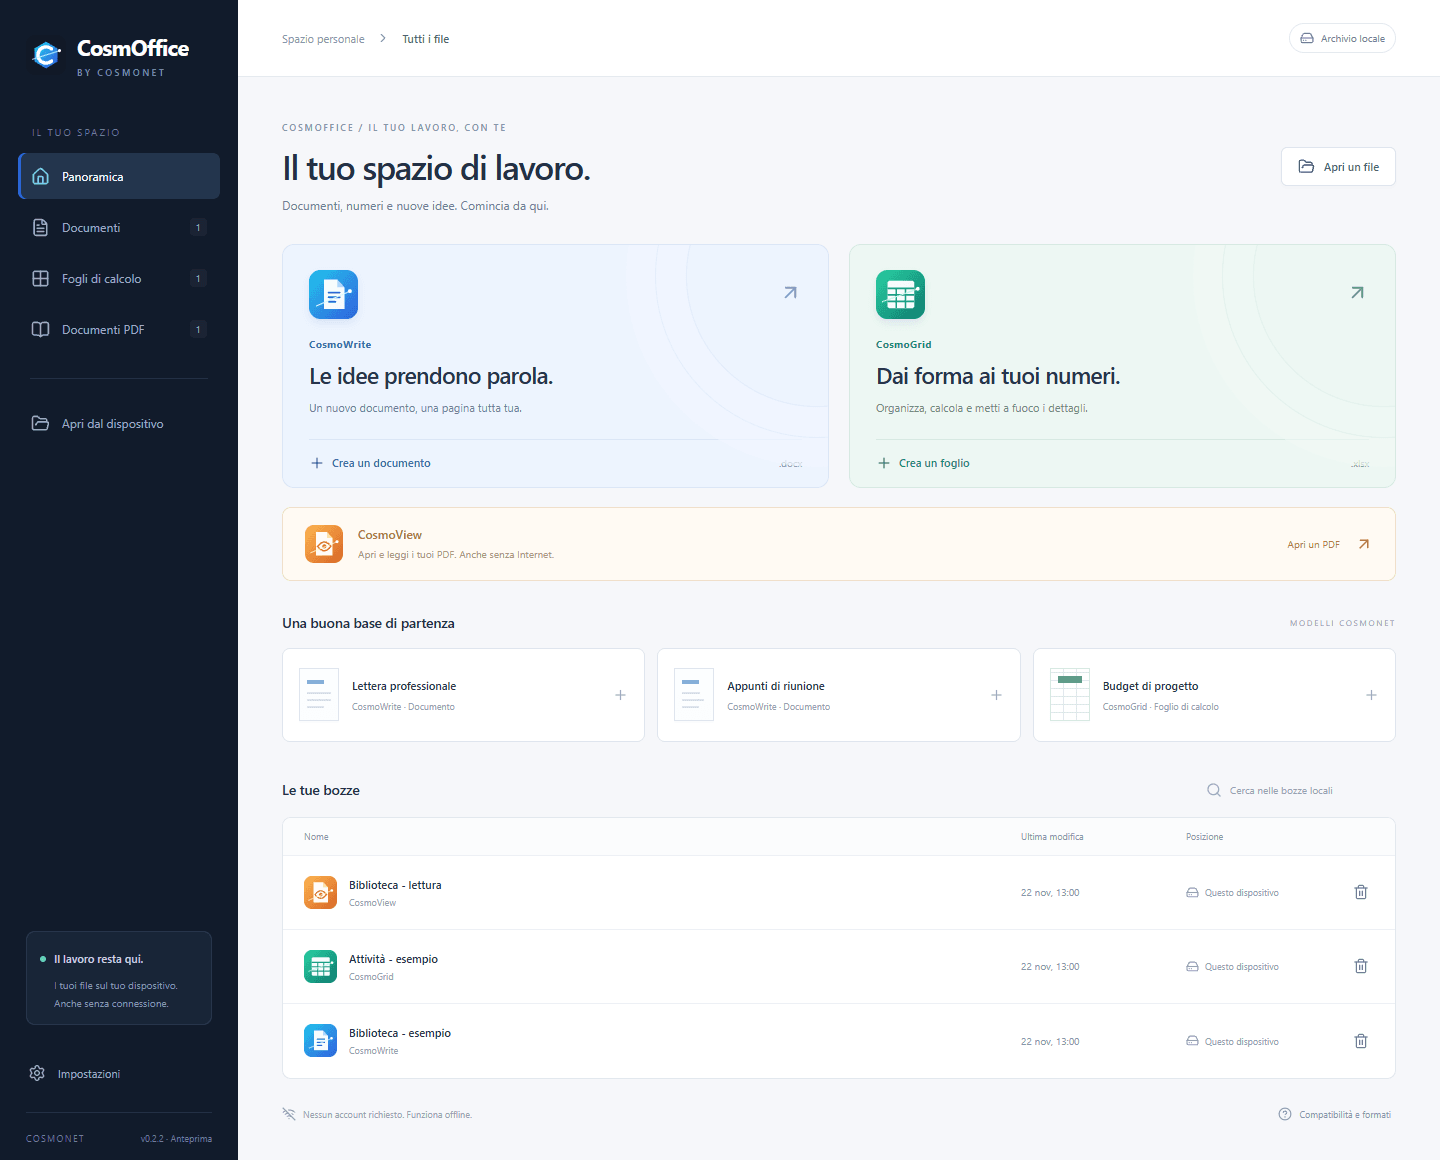 CosmOffice
BY COSMONET
IL TUO SPAZIO
Panoramica
Documenti 1
Fogli di calcolo 1
Documenti PDF 1
Apri dal dispositivo
Il lavoro resta qui.
I tuoi file sul tuo dispositivo.
Anche senza connessione.
Impostazioni
COSMONET v0.2.2 · Anteprima
Spazio personale > Tutti i file
Archivio locale
COSMOFFICE / IL TUO LAVORO, CON TE
Il tuo spazio di lavoro.
Documenti, numeri e nuove idee. Comincia da qui.
Apri un file
CosmoWrite
Le idee prendono parola.
Un nuovo documento, una pagina tutta tua.
Crea un documento .docx
CosmoGrid
Dai forma ai tuoi numeri.
Organizza, calcola e metti a fuoco i dettagli.
Crea un foglio .xlsx
CosmoView
Apri e leggi i tuoi PDF. Anche senza Internet.
Apri un PDF
Una buona base di partenza
MODELLI COSMONET
Lettera professionale
CosmoWrite · Documento
Appunti di riunione
CosmoWrite · Documento
Budget di progetto
CosmoGrid · Foglio di calcolo
Le tue bozze
Cerca nelle bozze locali
Nome Ultima modifica Posizione
Biblioteca - lettura
CosmoView
22 nov, 13:00 Questo dispositivo
Attività - esempio
CosmoGrid
22 nov, 13:00 Questo dispositivo
Biblioteca - esempio
CosmoWrite
22 nov, 13:00 Questo dispositivo
Nessun account richiesto. Funziona offline.
Compatibilità e formati